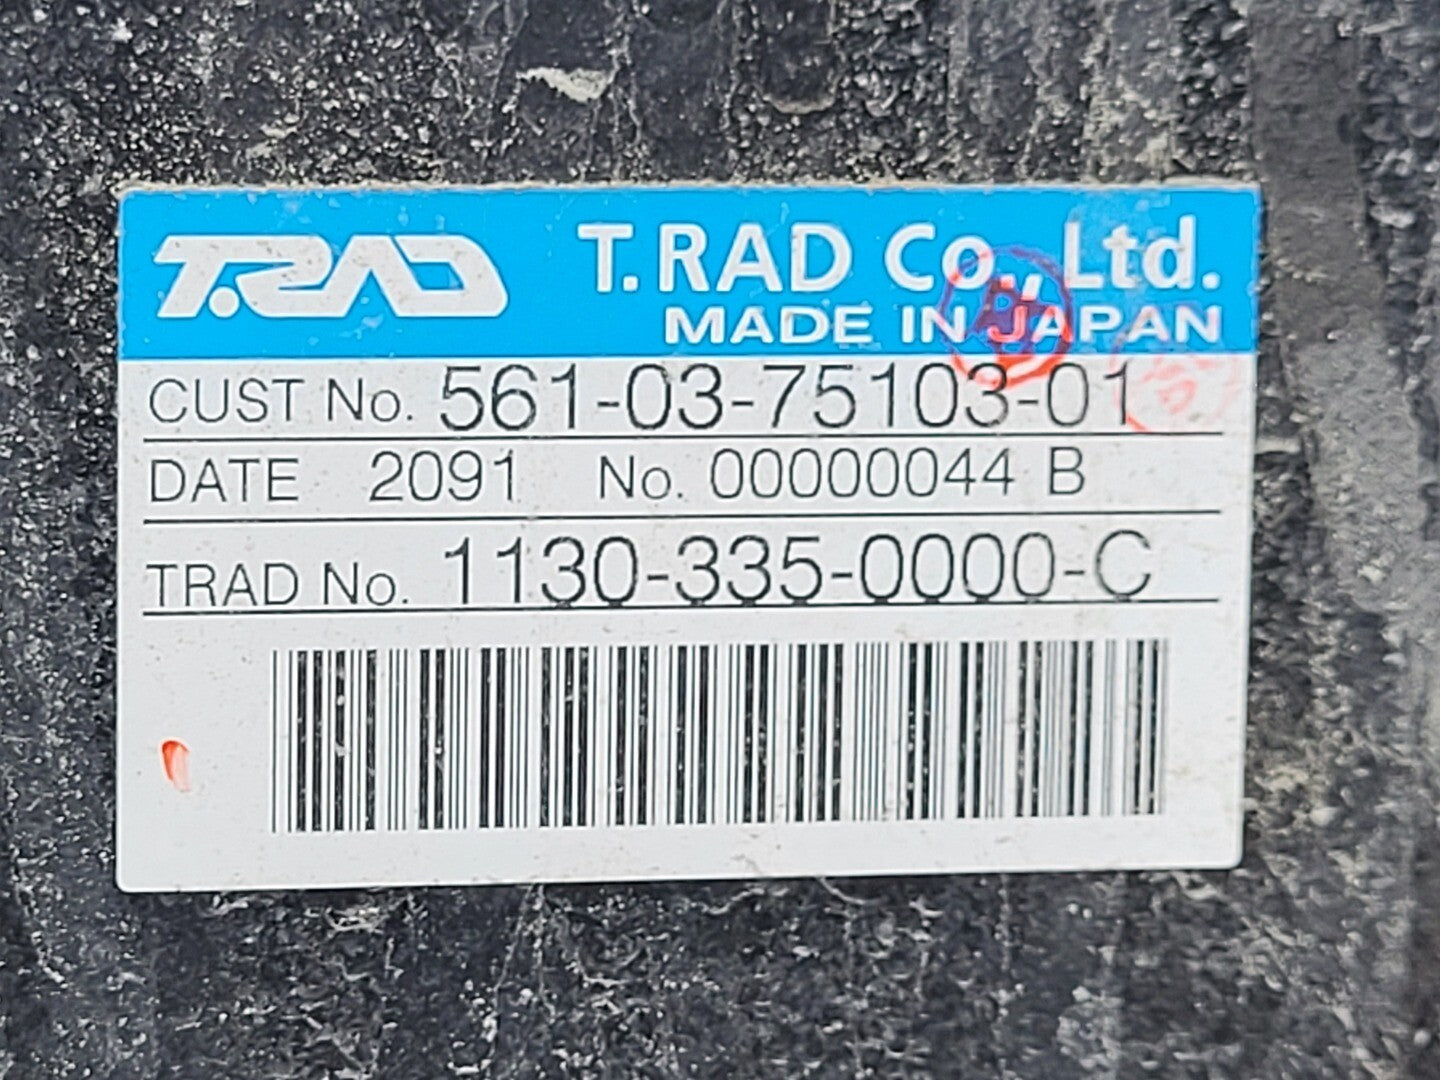 T.RAD T.RAD Co., Ltd.
MADE IN JAPAN
CUST No. 561-03-75103-01
DATE 2091 No. 00000044 B
TRAD No. 1130-335-0000-C